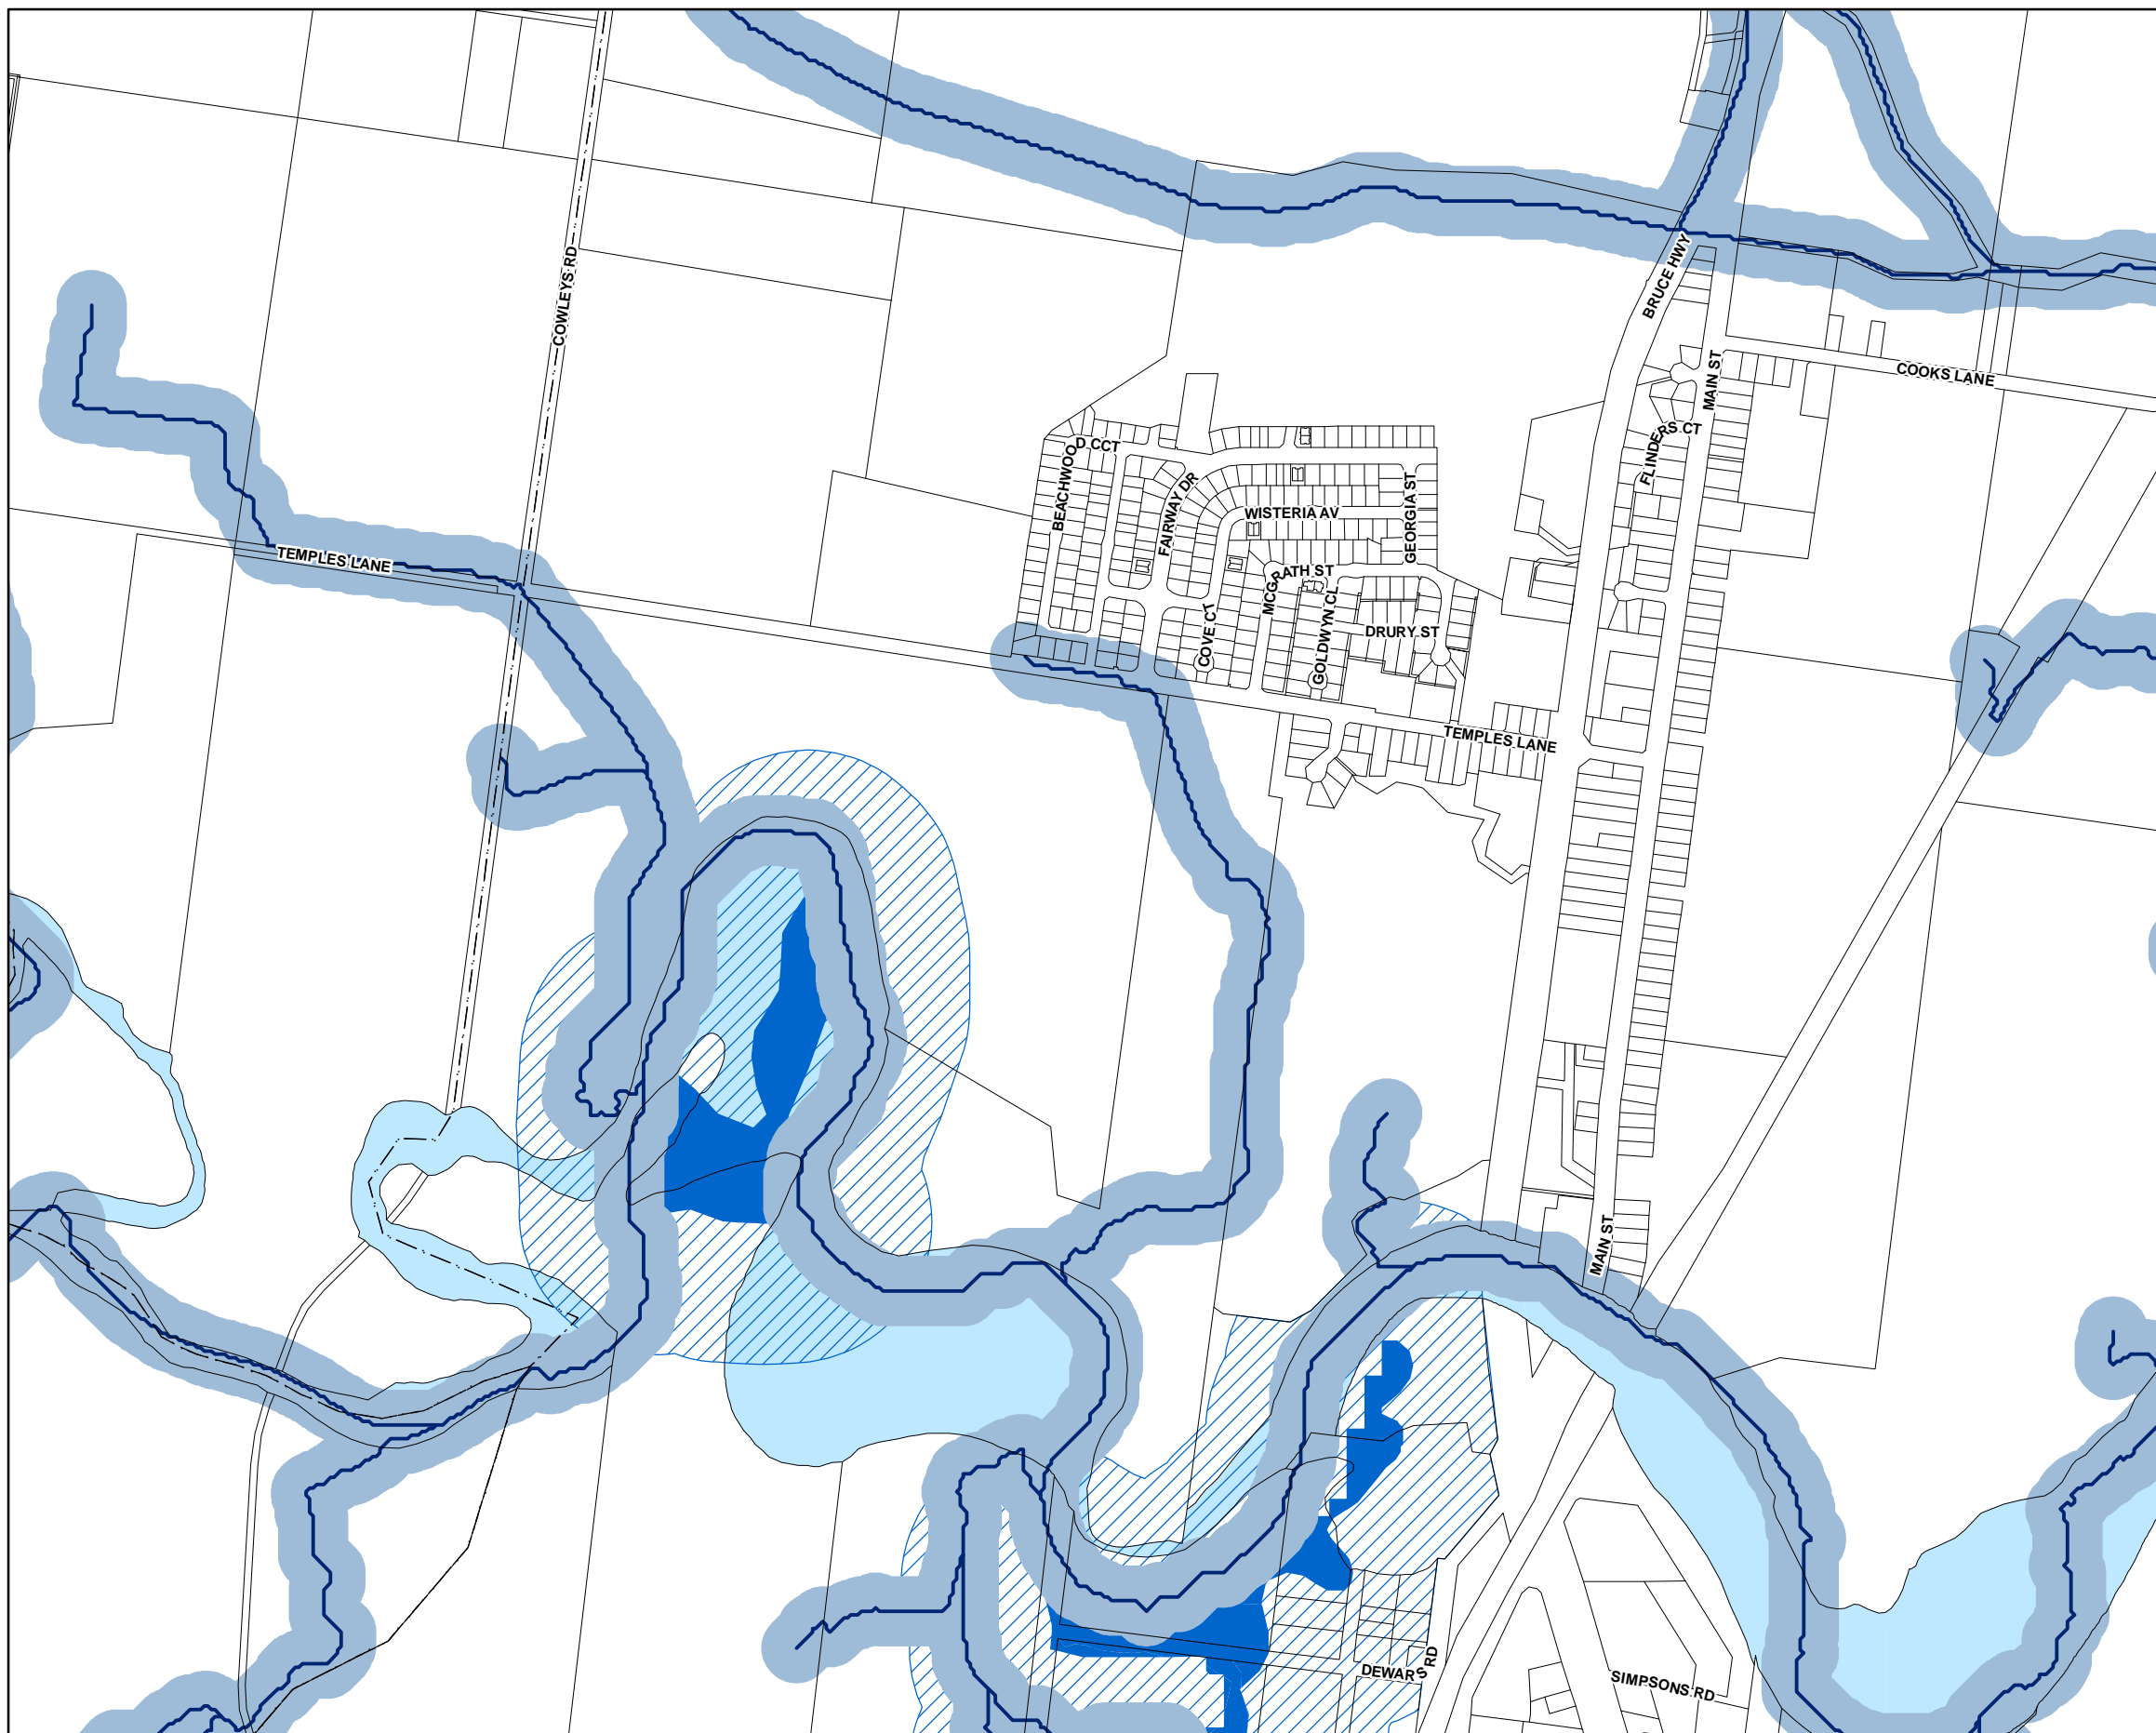 BRUCE HWY
COWLEYS RD
MAIN ST
COOKS LANE
FLINDERS CT
BEACHWOOD CCT
FAIRWAY DR
WISTERIA AV
GEORGIA ST
TEMPLES LANE
MCGRATH ST
COVE CT
GOLDWYN CL
DRURY ST
TEMPLES LANE
MAIN ST
DEWARS RD
SIMPSONS RD